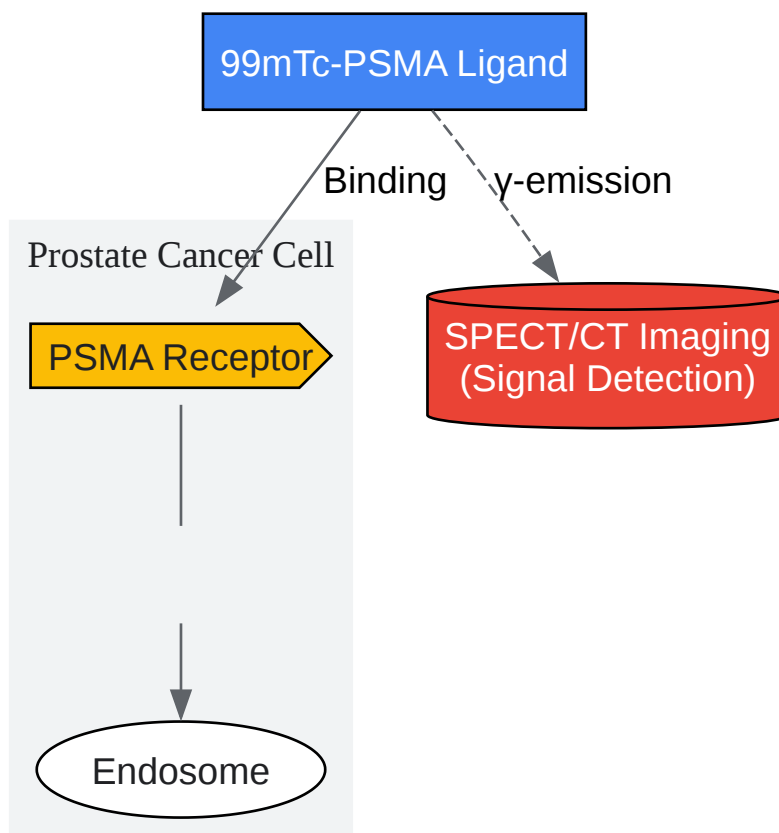 99mTc-PSMA Ligand
Binding
γ-emission
Prostate Cancer Cell
PSMA Receptor
SPECT/CT Imaging
(Signal Detection)
Endosome